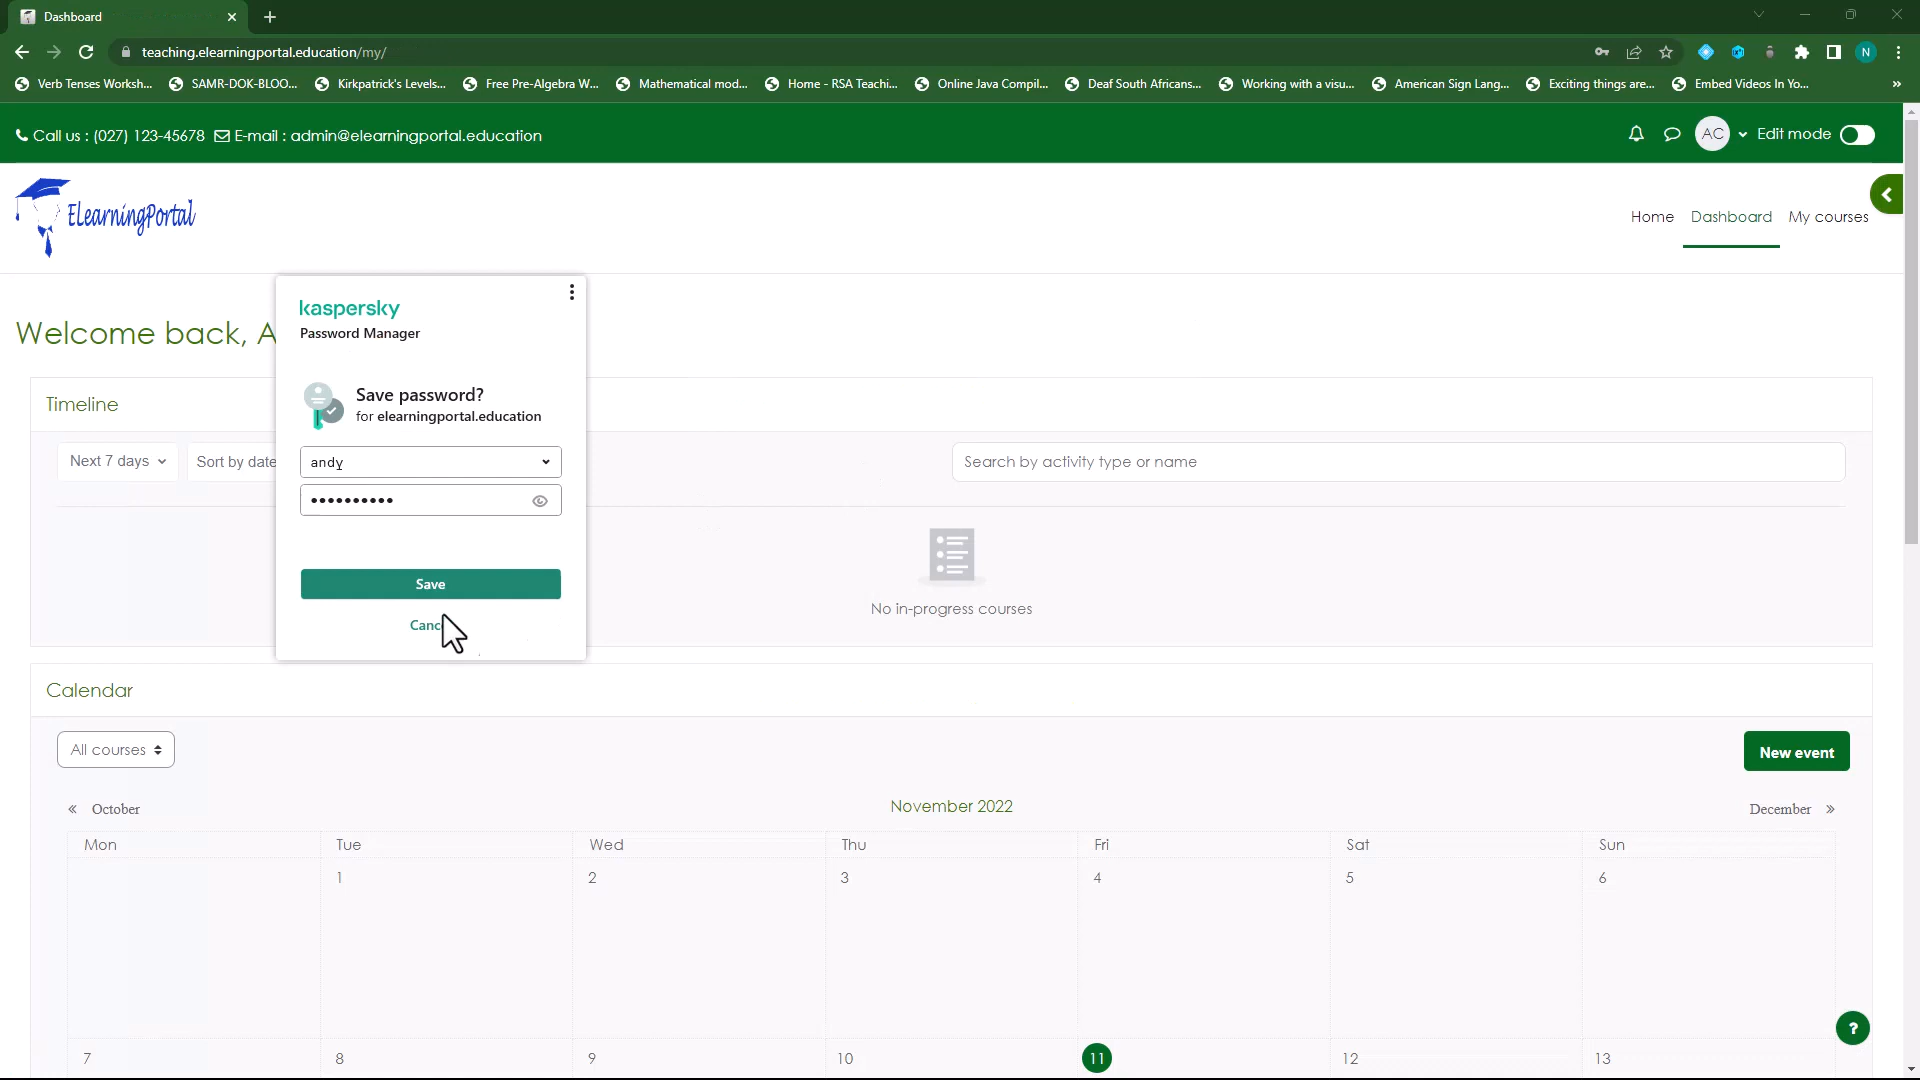 Dashboard
teaching.elearningportal.education/my/
Verb Tenses Worksh...
SAMR-DOK-BLOO...
Kirkpatrick's Levels...
Free Pre-Algebra W...
Mathematical mod...
Home - RSA Teachi...
Online Java Compil...
Deaf South Africans...
Working with a visu...
American Sign Lang...
Exciting things are...
Embed Videos In Yo...
N
Call us : (027) 123-45678
E-mail : admin@elearningportal.education
AC
Edit mode
ELearningPortal
Home
Dashboard
My courses
Welcome back, A
kaspersky
Password Manager
Save password?
for elearningportal.education
andy
Save
Timeline
Next 7 days
Sort by date
Search by activity type or name
No in-progress courses
Calendar
All courses
New event
« October
November 2022
December »
Mon Tue Wed Thu Fri Sat Sun
1 2 3 4 5 6
7 8 9 10 11 12 13
?